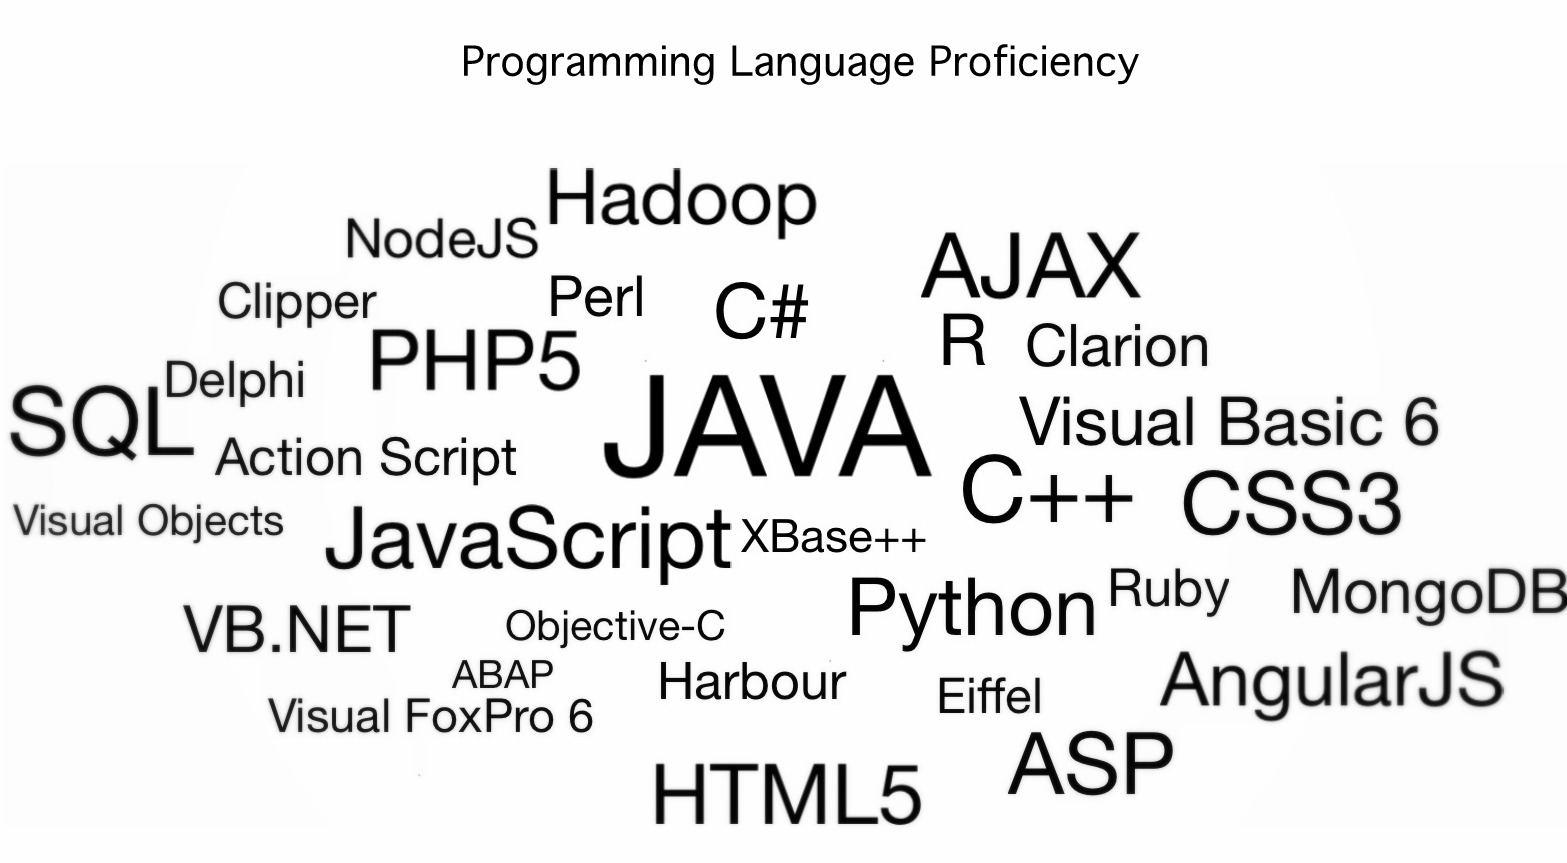 Programming Language Proficiency
Hadoop
NodeJS
AJAX
Clipper
Perl
C#
R
Clarion
PHP5
Delphi
SQL
JAVA
Visual Basic 6
Action Script
C++
CSS3
Visual Objects
JavaScript
XBase++
Python
Ruby
MongoDB
VB.NET
Objective-C
ABAP
Harbour
Eiffel
AngularJS
Visual FoxPro 6
ASP
HTML5